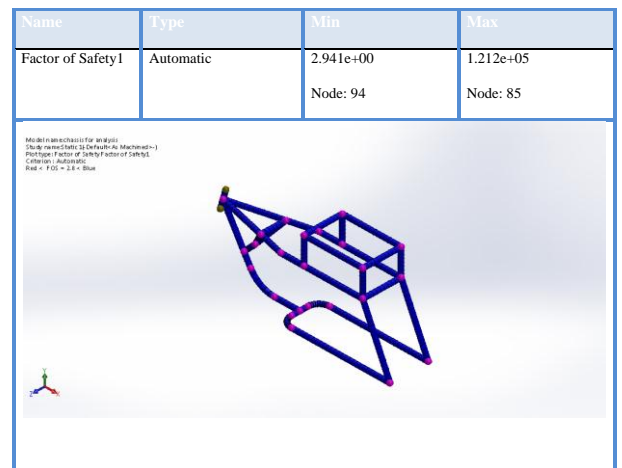 Name Type Min Max
Factor of Safety1 Automatic 2.941e+00 1.212e+05
Node: 94 Node: 85
Model name:chassis for analysis
Study name:Static 1(-Default<As Machined>-)
Plot type: Factor of Safety Factor of Safety1
Criterion : Automatic
Red < FOS = 2.8 < Blue
Y
Z X